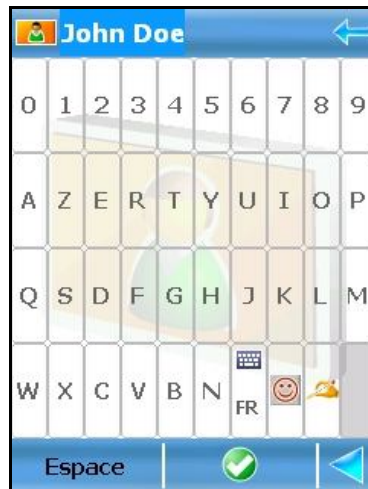 John Doe
0 1 2 3 4 5 6 7 8 9
A Z E R T Y U I O P
Q S D F G H J K L M
W X C V B N FR
Espace